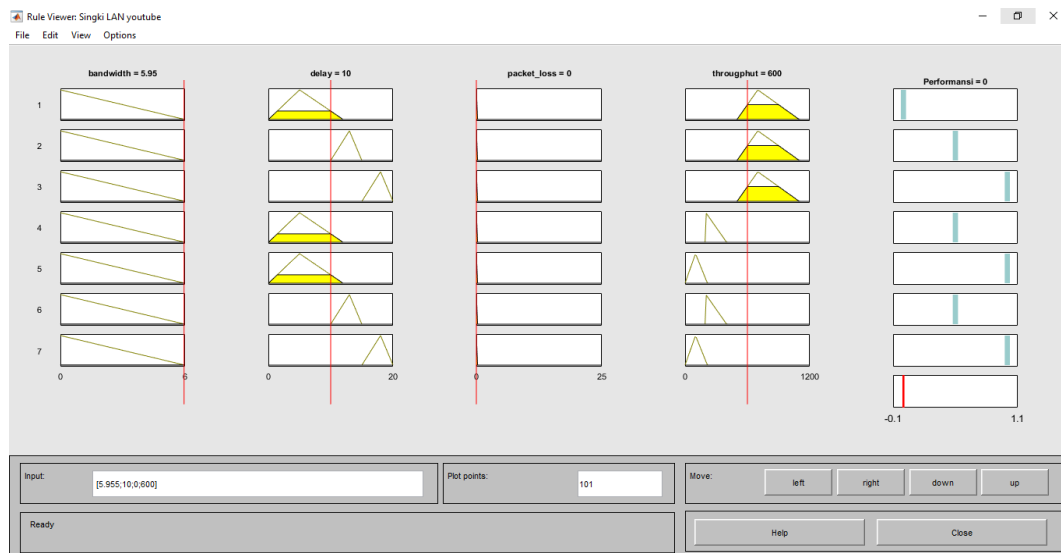 Rule Viewer: Singki LAN youtube
File Edit View Options
bandwidth = 5.95 delay = 10 packet_loss = 0 througphut = 600 Performansi = 0
1
2
3
4
5
6
7
0 6 0 20 0 25 0 1200
-0.1 1.1
Input: [5.955;10;0;600] Plot points: 101 Move: left right down up
Ready Help Close